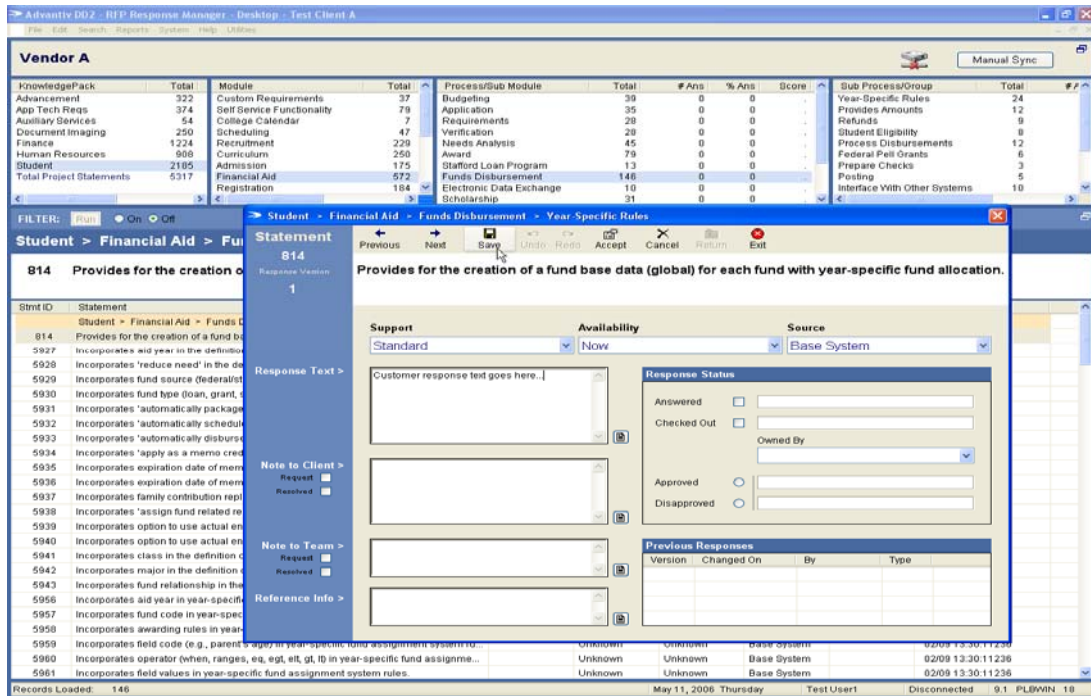 Advantiv DD2 - RFP Response Manager - Desktop - Test Client A
File Edit Search Reports System Help Utilities
Vendor A
Manual Sync
KnowledgePack Total
Advancement 322
App Tech Reqs 374
Auxiliary Services 54
Document Imaging 250
Finance 1224
Human Resources 908
Student 2185
Total Project Statements 5317
Module Total
Custom Requirements 37
Self Service Functionality 79
College Calendar 7
Scheduling 47
Recruitment 229
Curriculum 250
Admission 175
Financial Aid 572
Registration 184
Process/Sub Module Total # Ans % Ans Score
Budgeting 39 0 0
Application 35 0 0
Requirements 28 0 0
Verification 28 0 0
Needs Analysis 45 0 0
Award 79 0 0
Stafford Loan Program 13 0 0
Funds Disbursement 146 0 0
Electronic Data Exchange 10 0 0
Scholarship 31 0 0
Sub Process/Group Total # A
Year-Specific Rules 24
Provides Amounts 12
Refunds 9
Student Eligibility 8
Process Disbursements 12
Federal Pell Grants 6
Prepare Checks 3
Posting 5
Interface With Other Systems 10
FILTER: Run On Off
Student > Financial Aid > Fu
814 Provides for the creation o
Stmt ID Statement
Student > Financial Aid > Funds D
814 Provides for the creation of a fund ba
5927 Incorporates aid year in the definitio
5928 Incorporates 'reduce need' in the de
5929 Incorporates fund source (federal/st
5930 Incorporates fund type (loan, grant, s
5931 Incorporates 'automatically package
5932 Incorporates 'automatically schedul
5933 Incorporates 'automatically disburse
5934 Incorporates 'apply as a memo cred
5935 Incorporates expiration date of mem
5936 Incorporates expiration date of mem
5937 Incorporates family contribution repl
5938 Incorporates 'assign fund related re
5939 Incorporates option to use actual en
5940 Incorporates option to use actual en
5941 Incorporates class in the definition o
5942 Incorporates major in the definition o
5943 Incorporates fund relationship in the
5956 Incorporates aid year in year-specifi
5957 Incorporates fund code in year-spec
5958 Incorporates awarding rules in year-
5959 Incorporates field code (e.g., parent's age) in year-specific fund assignment system ru... Unknown Unknown Base System 02/09 13:30:11236
5960 Incorporates operator (when, ranges, eq, egt, elt, gt, lt) in year-specific fund assignme... Unknown Unknown Base System 02/09 13:30:11236
5961 Incorporates field values in year-specific fund assignment system rules. Unknown Unknown Base System 02/09 13:30:11236
Student > Financial Aid > Funds Disbursement > Year-Specific Rules
Statement
814
Response Version
1
Previous Next Save Undo Redo Accept Cancel Return Exit
Provides for the creation of a fund base data (global) for each fund with year-specific fund allocation.
Support Availability Source
Standard Now Base System
Response Text >
Customer response text goes here...
Response Status
Answered
Checked Out
Owned By
Approved
Disapproved
Note to Client >
Request
Resolved
Note to Team >
Request
Resolved
Reference Info >
Previous Responses
Version Changed On By Type
Records Loaded: 146
May 11, 2006 Thursday Test User1 Disconnected 9.1 PLBWIN 18